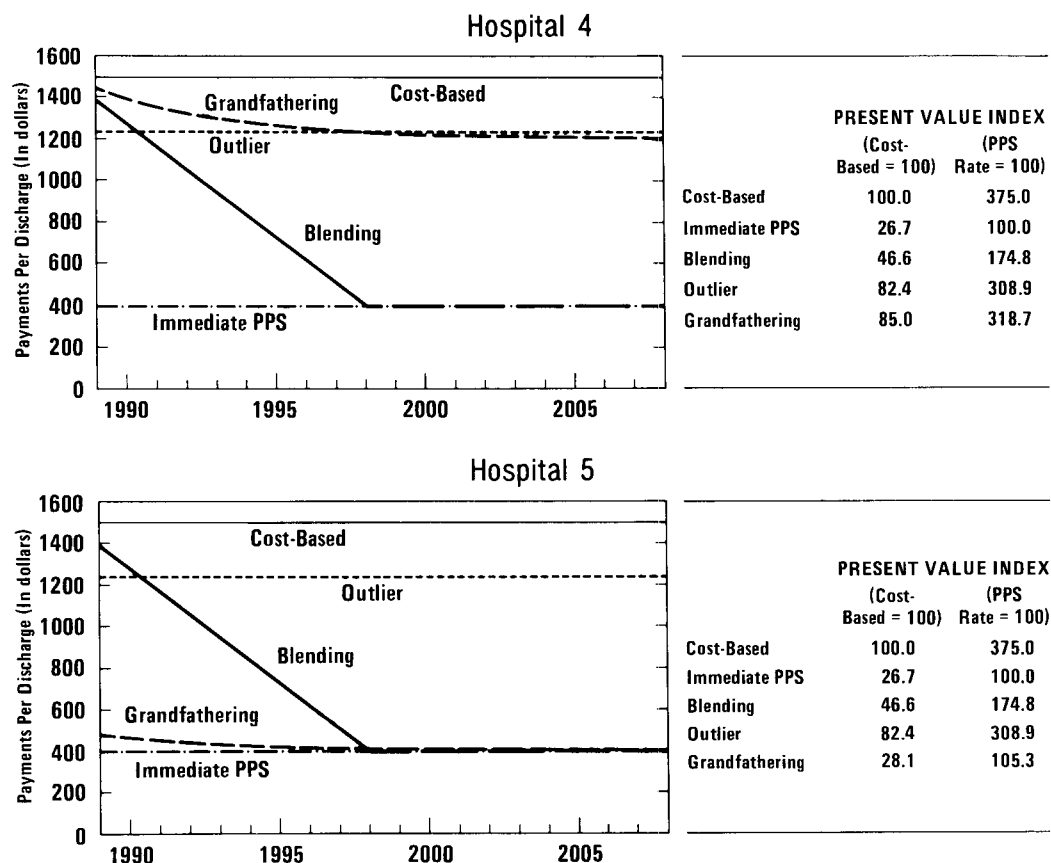 Hospital 4
Payments Per Discharge (In dollars)
1600
1400
1200
1000
800
600
400
200
0
Grandfathering
Cost-Based
Outlier
Blending
Immediate PPS
1990 1995 2000 2005
PRESENT VALUE INDEX
(Cost- (PPS
Based = 100) Rate = 100)
Cost-Based 100.0 375.0
Immediate PPS 26.7 100.0
Blending 46.6 174.8
Outlier 82.4 308.9
Grandfathering 85.0 318.7
Hospital 5
Payments Per Discharge (In dollars)
1600
1400
1200
1000
800
600
400
200
0
Cost-Based
Outlier
Blending
Grandfathering
Immediate PPS
1990 1995 2000 2005
PRESENT VALUE INDEX
(Cost- (PPS
Based = 100) Rate = 100)
Cost-Based 100.0 375.0
Immediate PPS 26.7 100.0
Blending 46.6 174.8
Outlier 82.4 308.9
Grandfathering 28.1 105.3